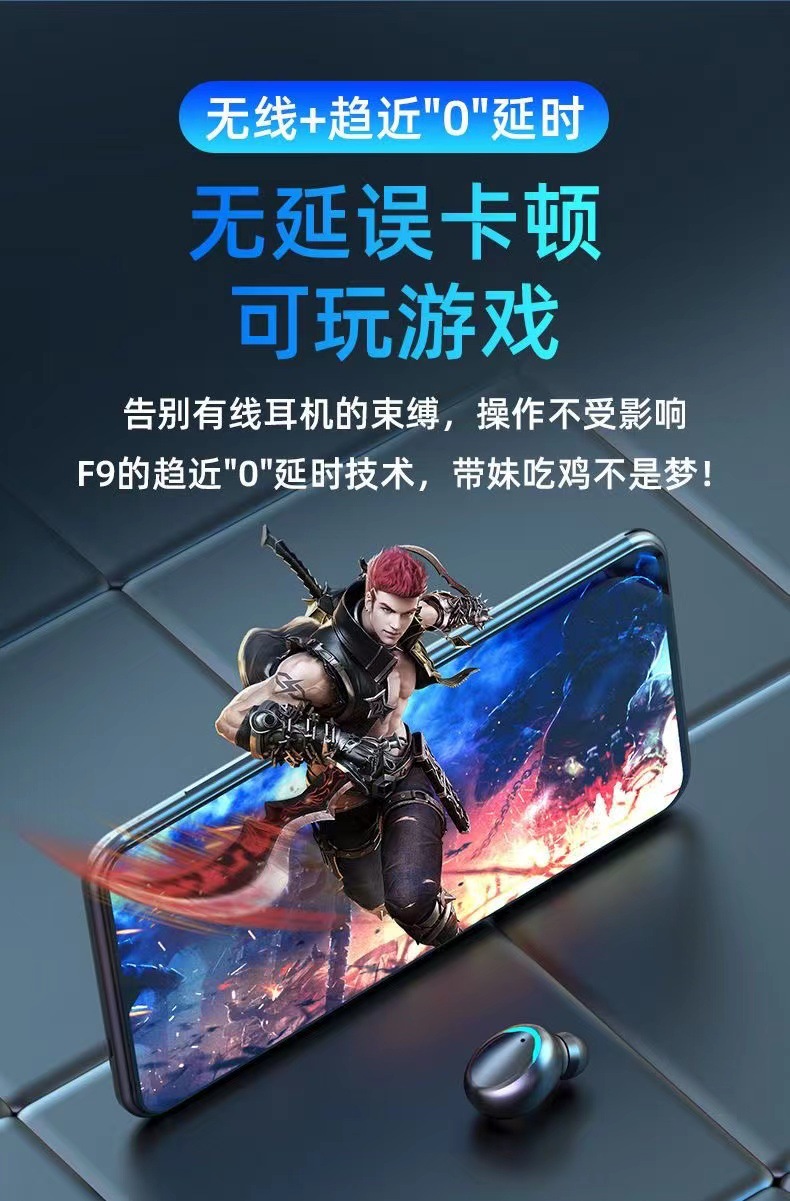 无线+趋近"0"延时
无延误卡顿
可玩游戏
告别有线耳机的束缚，操作不受影响
F9的趋近"0"延时技术，带妹吃鸡不是梦！